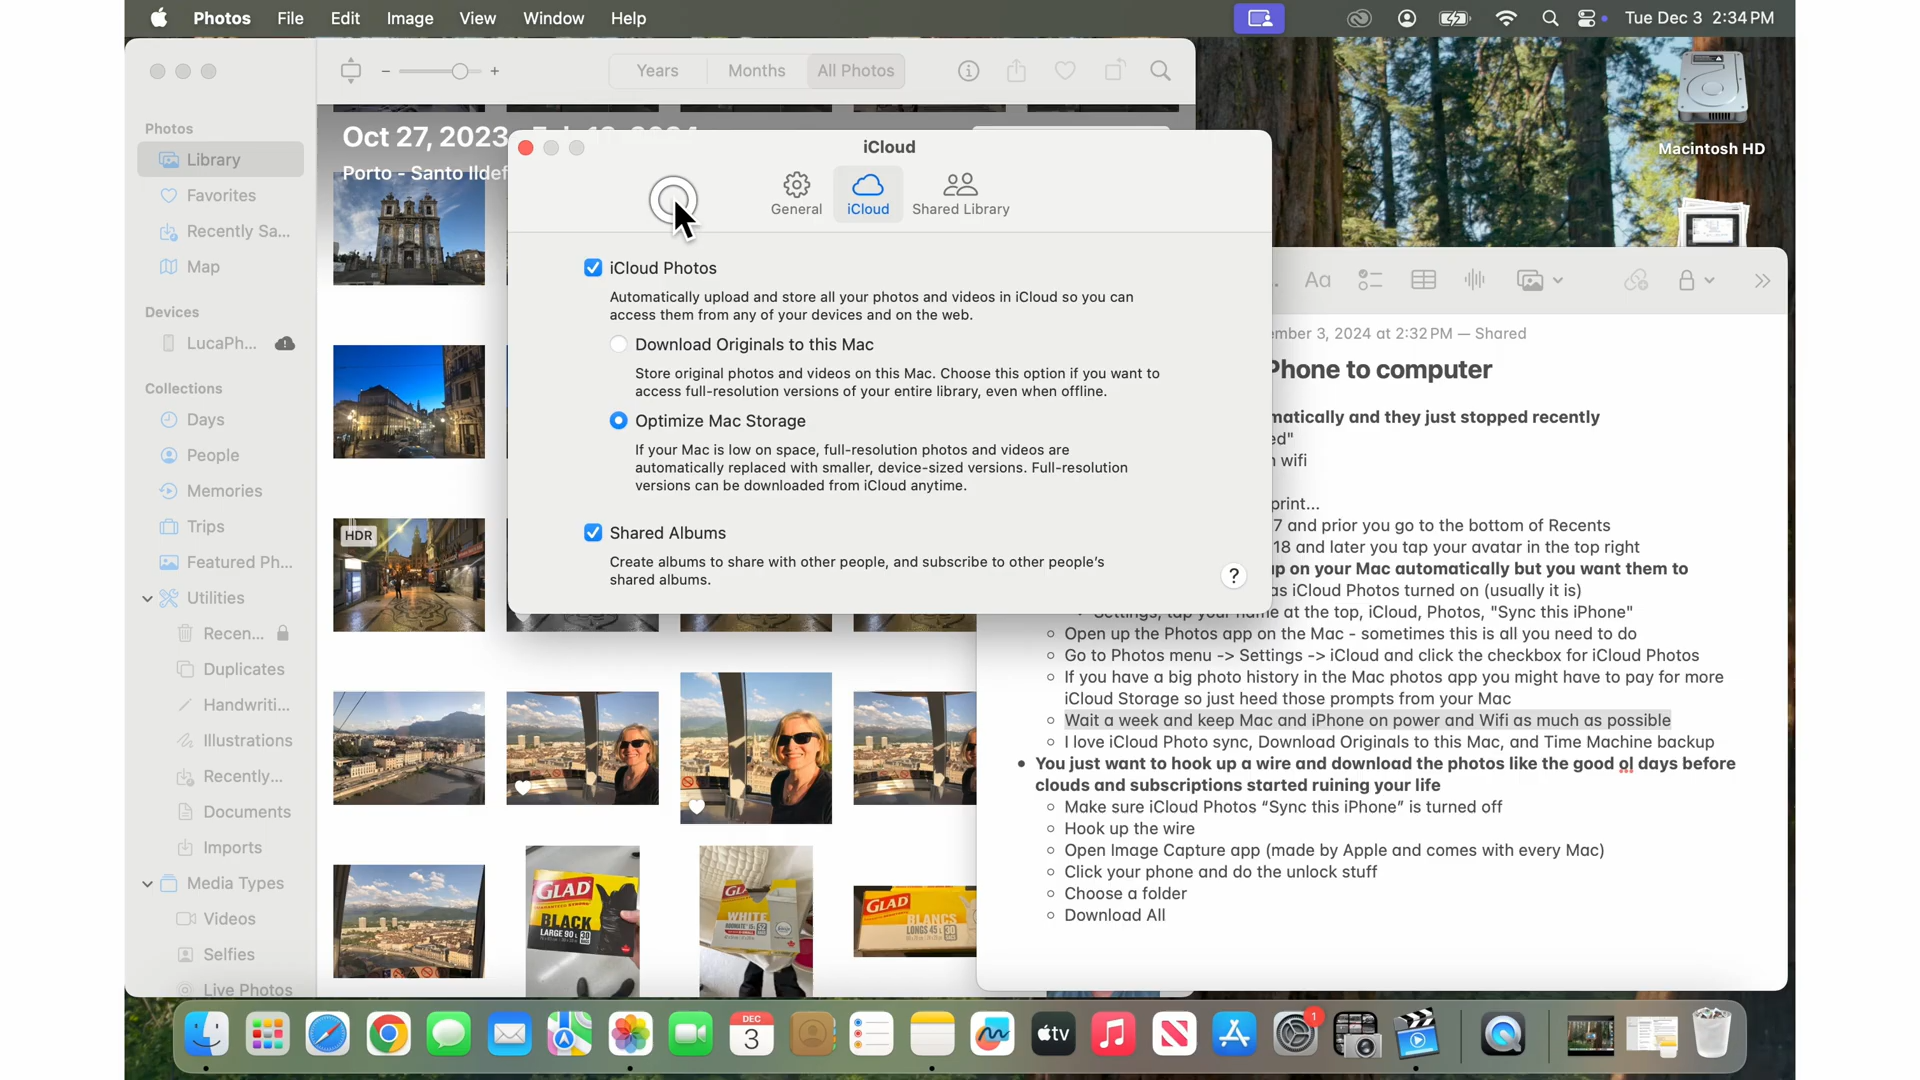 Photos File Edit Image View Window Help
Tue Dec 3 2:34 PM
Years Months All Photos
Photos
Library
Favorites
Recently Sa...
Map
Devices
LucaPh...
Collections
Days
People
Memories
Trips
Featured Ph...
Utilities
Recen...
Duplicates
Handwriti...
Illustrations
Recently...
Documents
Imports
Media Types
Videos
Selfies
Live Photos
Oct 27, 2023
Porto - Santo Ildef
HDR
GLAD
BLACK
LARGE 90 L 30
GLAD
WHITE
GLAD
BLANCS
LONGS 45 L 30
iCloud
General iCloud Shared Library
iCloud Photos
Automatically upload and store all your photos and videos in iCloud so you can
access them from any of your devices and on the web.
Download Originals to this Mac
Store original photos and videos on this Mac. Choose this option if you want to
access full-resolution versions of your entire library, even when offline.
Optimize Mac Storage
If your Mac is low on space, full-resolution photos and videos are
automatically replaced with smaller, device-sized versions. Full-resolution
versions can be downloaded from iCloud anytime.
Shared Albums
Create albums to share with other people, and subscribe to other people's
shared albums.
?
Macintosh HD
Aa
ember 3, 2024 at 2:32 PM — Shared
Phone to computer
matically and they just stopped recently
ed"
n wifi
print...
7 and prior you go to the bottom of Recents
18 and later you tap your avatar in the top right
up on your Mac automatically but you want them to
as iCloud Photos turned on (usually it is)
Settings, tap your name at the top, iCloud, Photos, "Sync this iPhone"
Open up the Photos app on the Mac - sometimes this is all you need to do
Go to Photos menu -> Settings -> iCloud and click the checkbox for iCloud Photos
If you have a big photo history in the Mac photos app you might have to pay for more
iCloud Storage so just heed those prompts from your Mac
Wait a week and keep Mac and iPhone on power and Wifi as much as possible
I love iCloud Photo sync, Download Originals to this Mac, and Time Machine backup
You just want to hook up a wire and download the photos like the good ol days before
clouds and subscriptions started ruining your life
Make sure iCloud Photos “Sync this iPhone” is turned off
Hook up the wire
Open Image Capture app (made by Apple and comes with every Mac)
Click your phone and do the unlock stuff
Choose a folder
Download All
DEC
3
tv
1